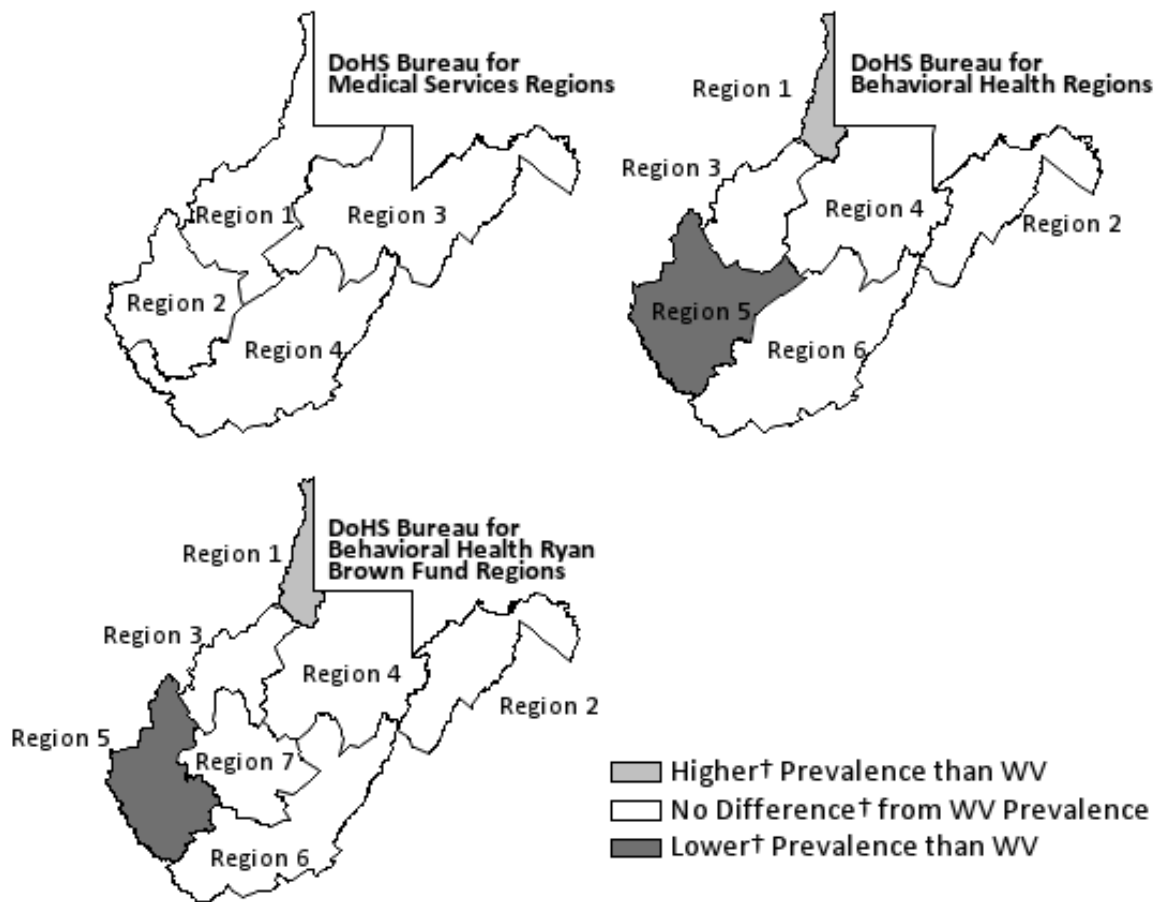 DoHS Bureau for
Medical Services Regions
Region 1
Region 3
Region 2
Region 4
DoHS Bureau for
Behavioral Health Regions
Region 1
Region 3
Region 4
Region 2
Region 5
Region 6
DoHS Bureau for
Behavioral Health Ryan
Brown Fund Regions
Region 1
Region 3
Region 4
Region 2
Region 5
Region 7
Region 6
Higher† Prevalence than WV
No Difference† from WV Prevalence
Lower† Prevalence than WV